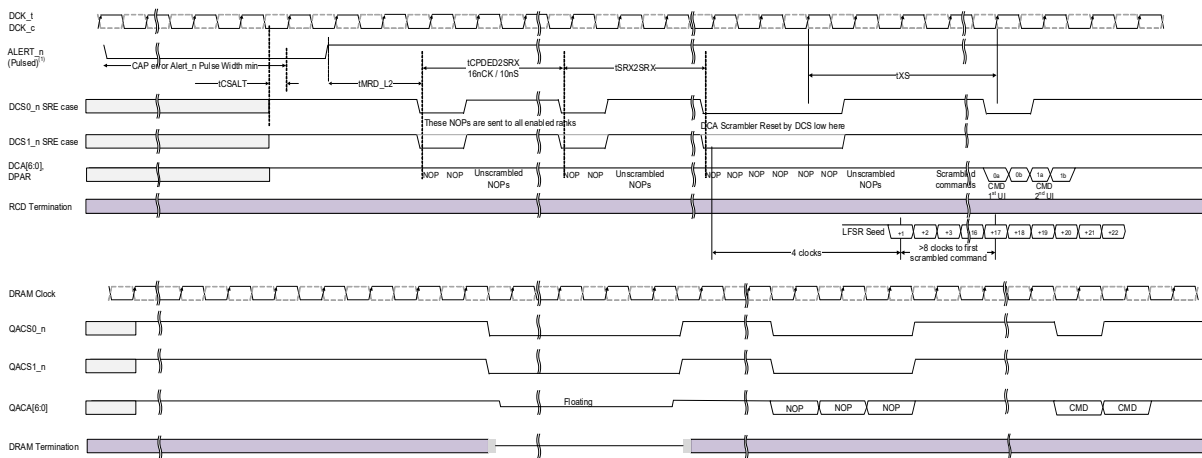 DCK_t
DCK_c
ALERT_n
(Pulsed)(1)
CAP error Alert_n Pulse Width min
tCSALT
tMRD_L2
tCPDED2SRX
16nCK / 10nS
tSRX2SRX
tXS
DCS0_n SRE case
These NOPs are sent to all enabled ranks
DCA Scrambler Reset by DCS low here
DCS1_n SRE case
DCA[6:0],
DPAR
NOP NOP Unscrambled NOPs
NOP NOP Unscrambled NOPs
NOP NOP NOP NOP NOP NOP Unscrambled NOPs
Scrambled commands
0a 0b 1a 1b
CMD 1st UI
CMD 2nd UI
RCD Termination
LFSR Seed +1 +2 +3 +16 +17 +18 +19 +20 +21 +22
4 clocks
>8 clocks to first scrambled command
DRAM Clock
QACS0_n
QACS1_n
QACA[6:0]
Floating
NOP NOP NOP CMD CMD
DRAM Termination